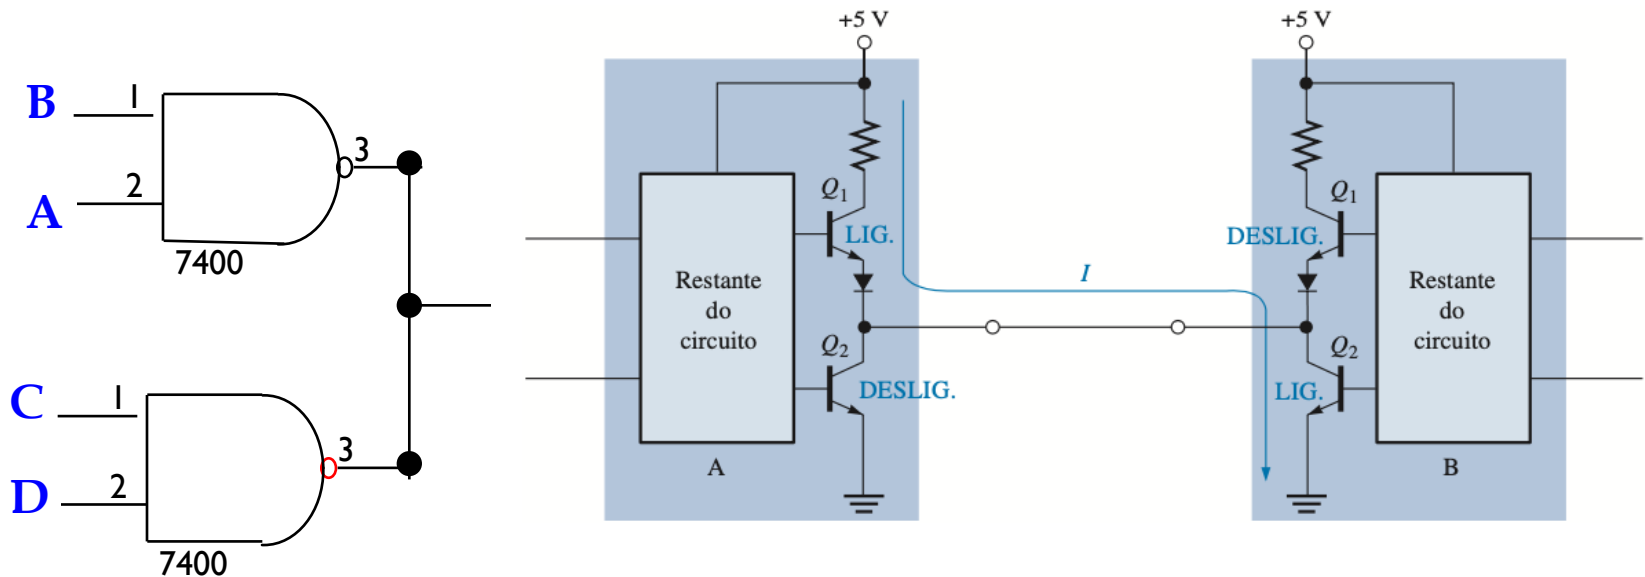 B
1
2
A
3
7400
C
1
D
2
3
7400
+5 V
Q1
LIG.
Restante
do
circuito
Q2
DESLIG.
A
I
+5 V
Q1
DESLIG.
Restante
do
circuito
Q2
LIG.
B